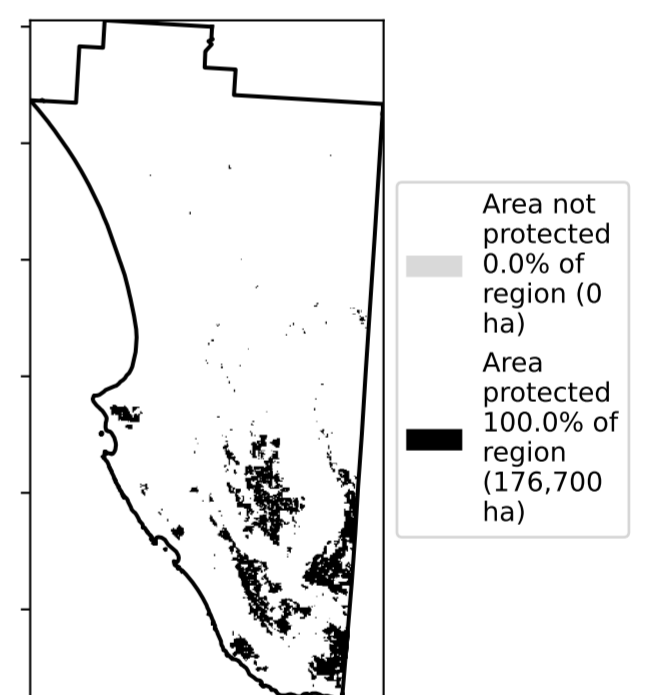 Area not
protected
0.0% of
region (0
ha)
Area
protected
100.0% of
region
(176,700
ha)